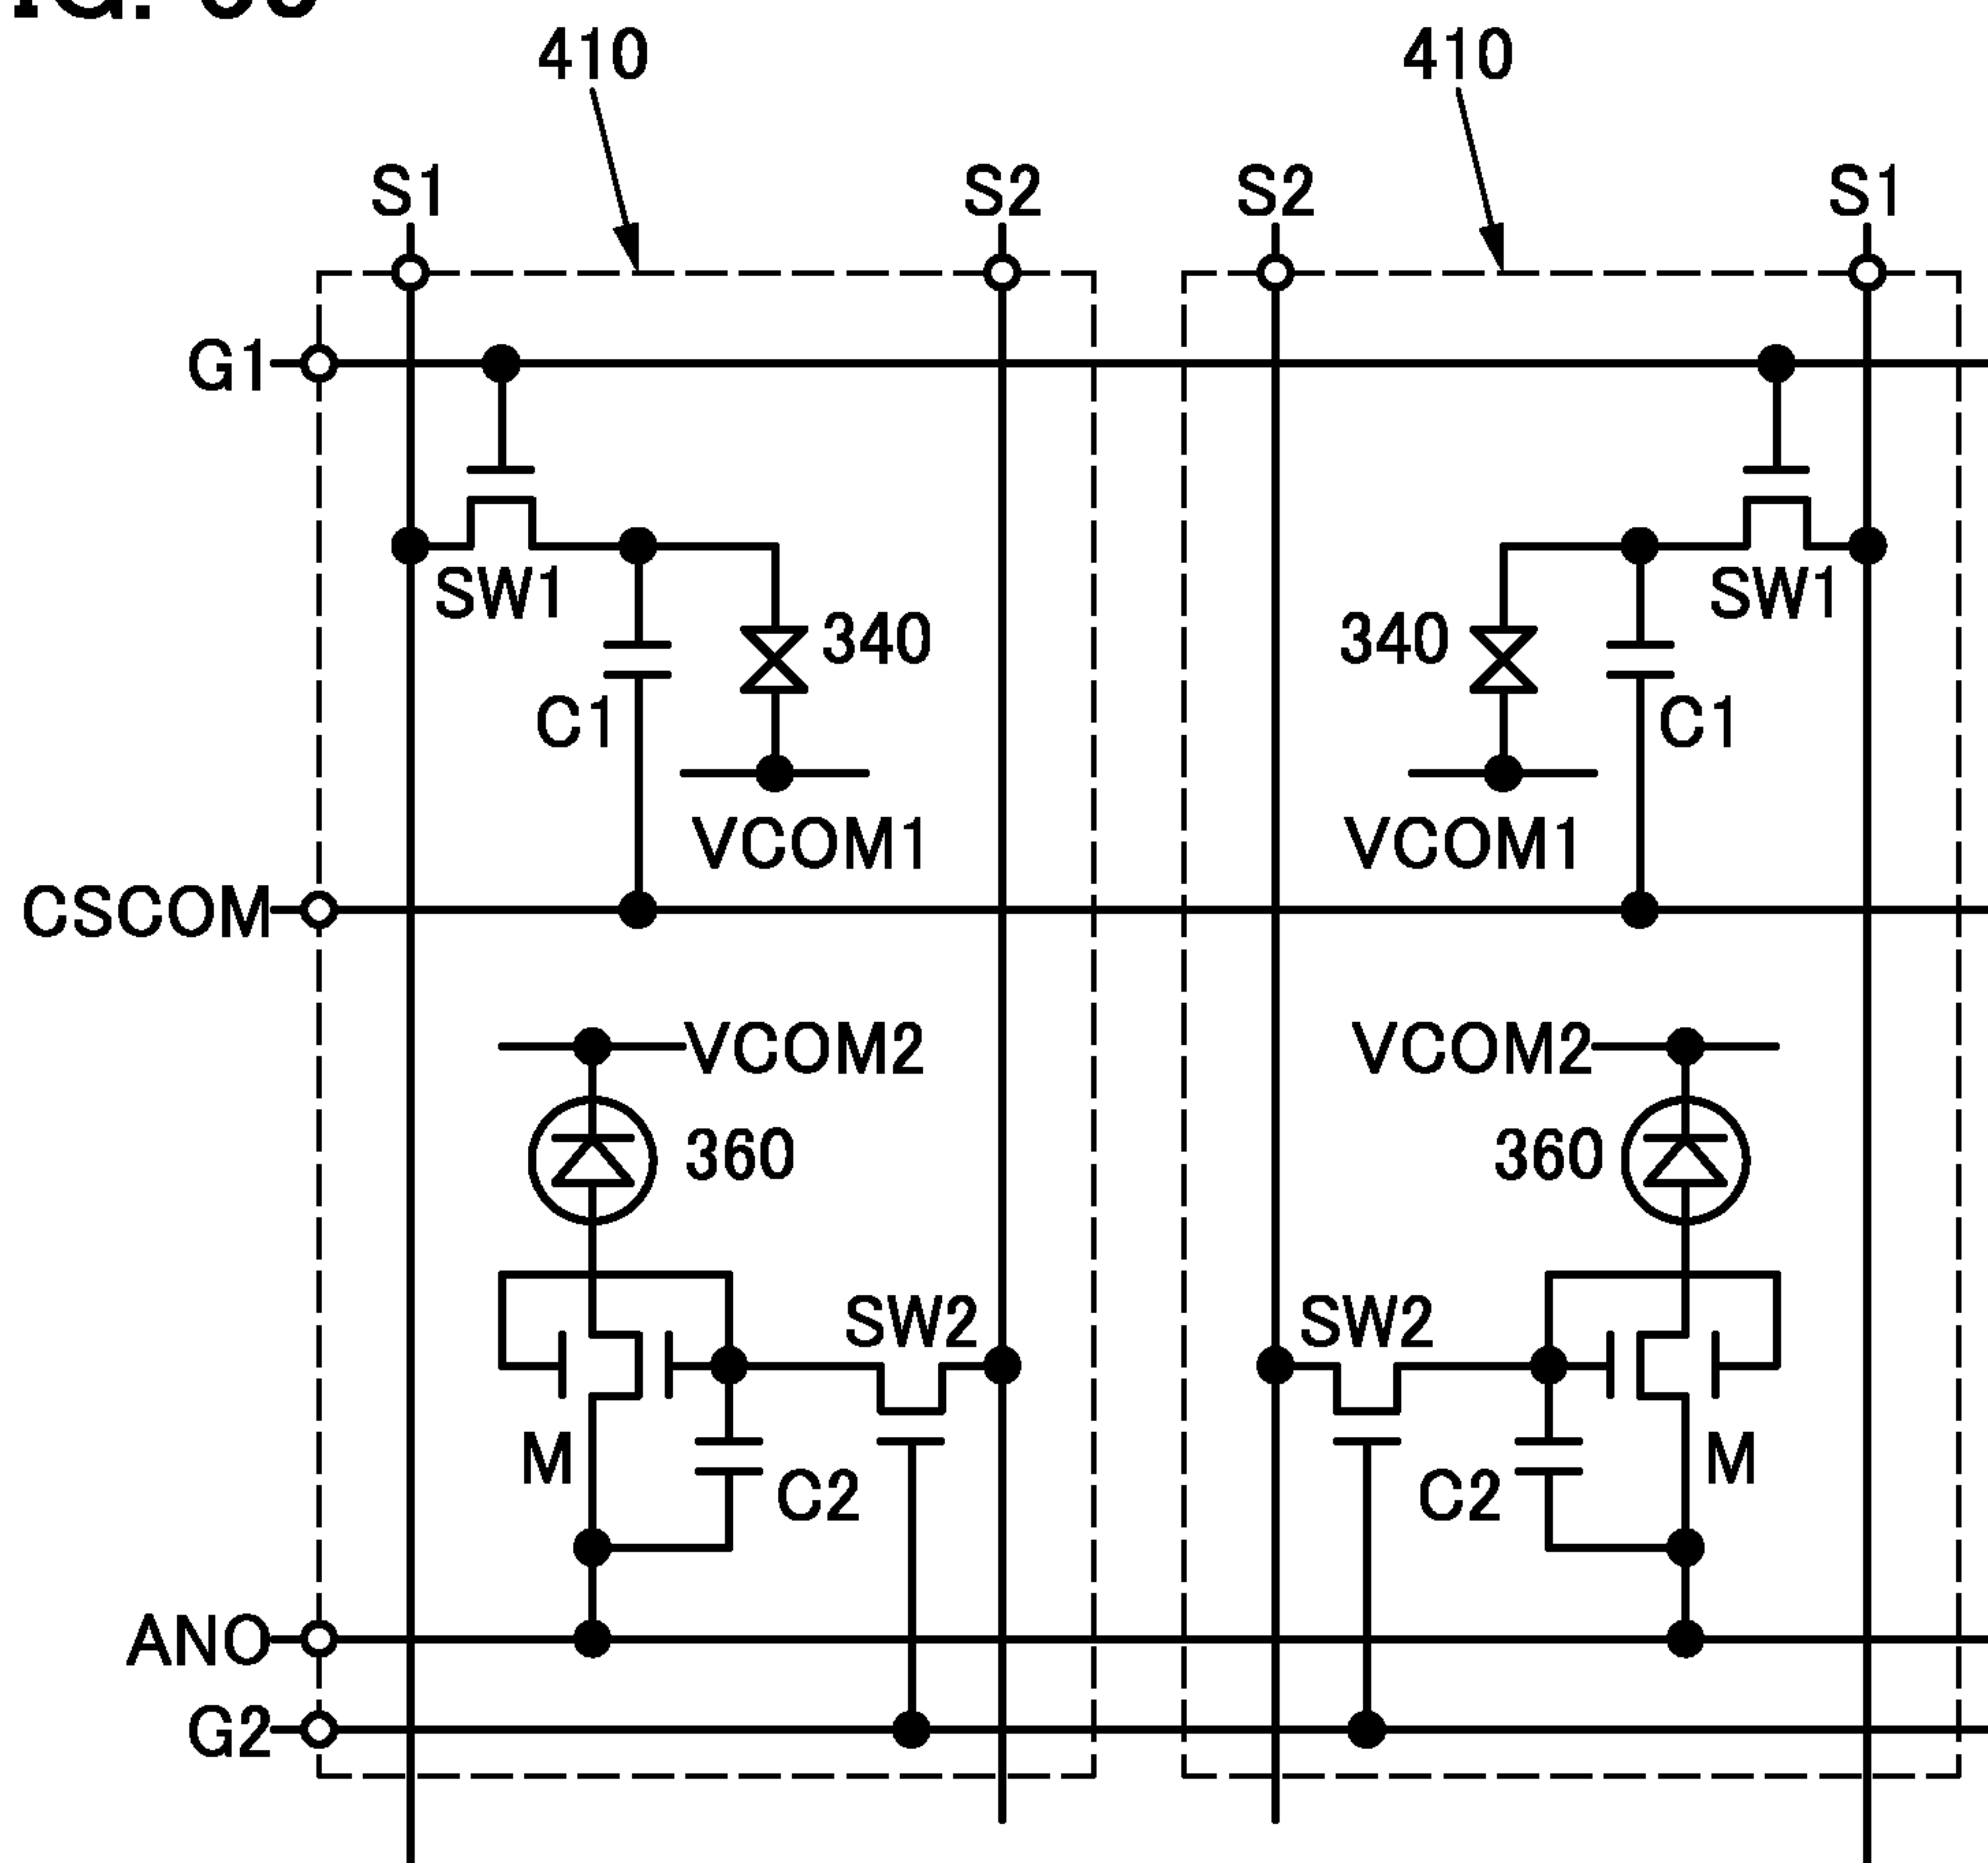 410 410
S1 S2 S2 S1
G1
SW1 SW1
340 340
C1 C1
VCOM1 VCOM1
CSCOM
VCOM2 VCOM2
360 360
SW2 SW2
M M
C2 C2
ANO
G2